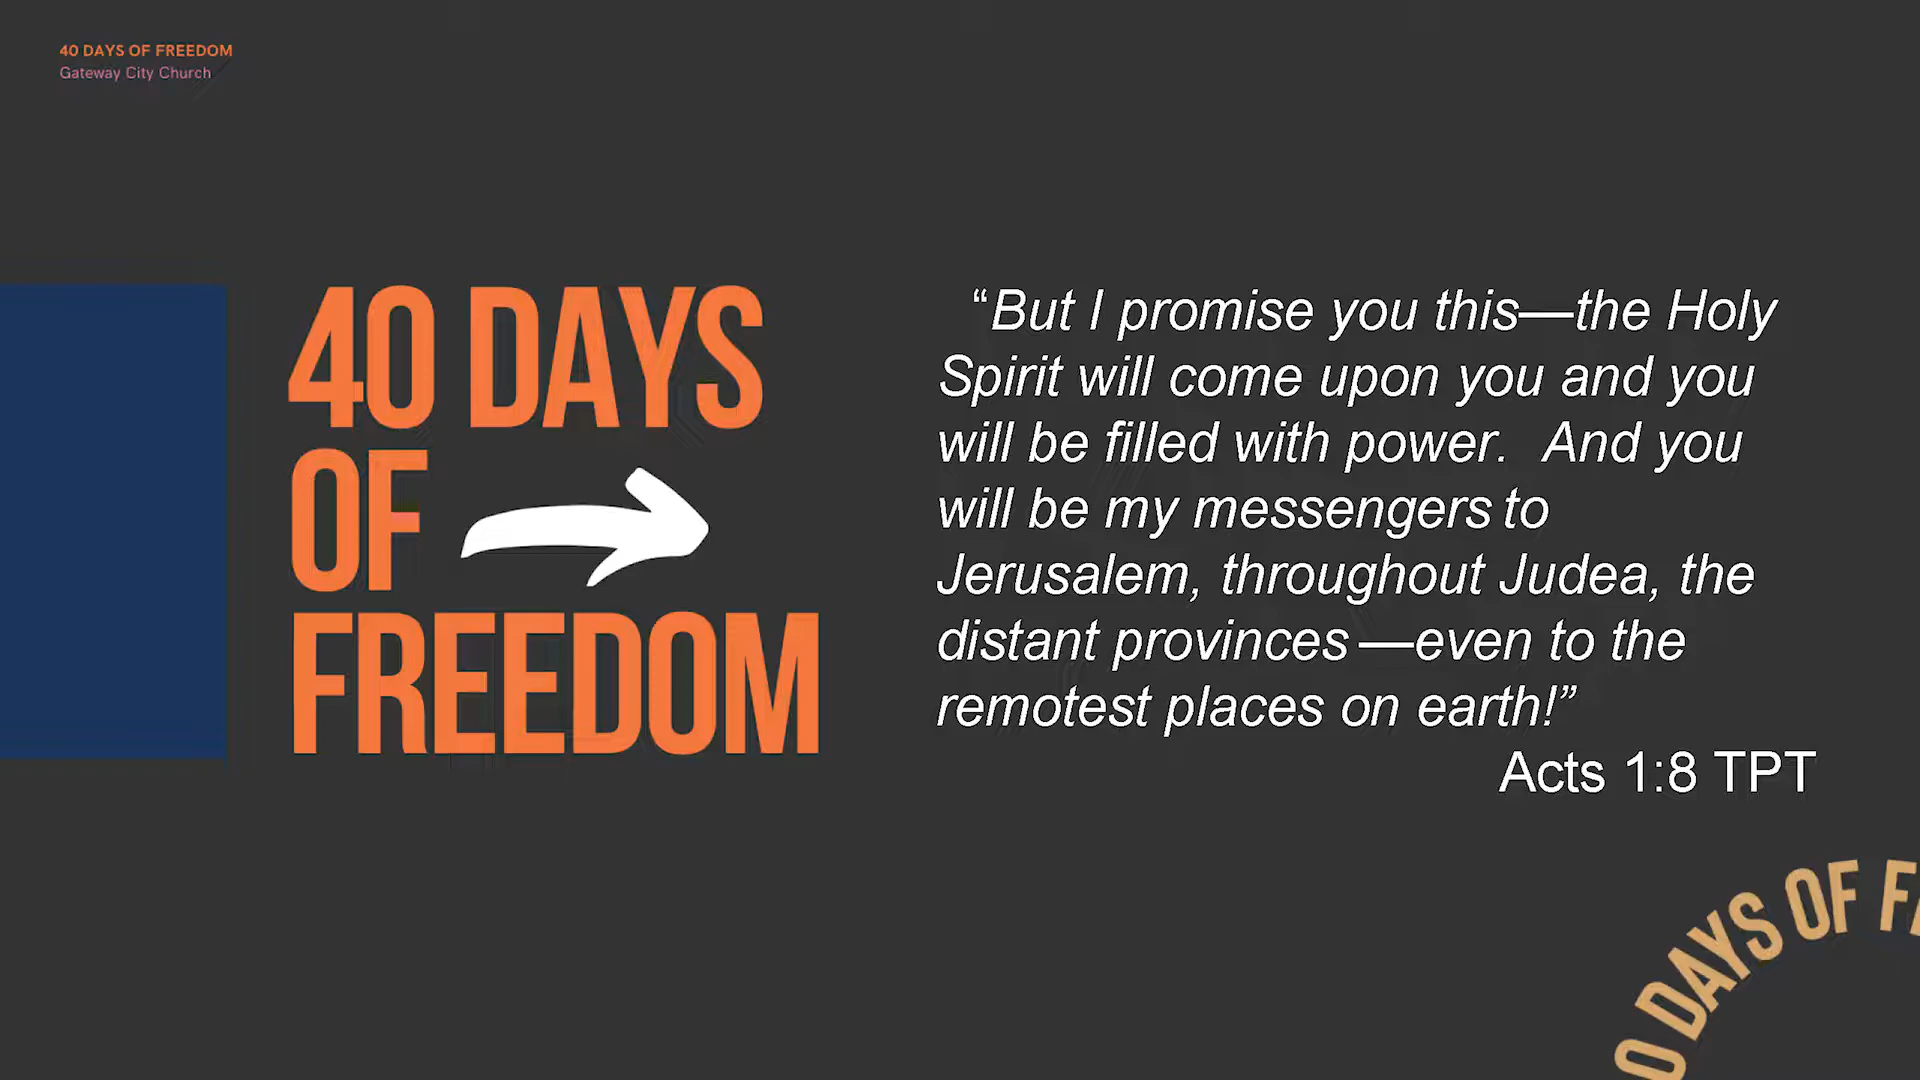 40 DAYS OF FREEDOM
Gateway City Church
40 DAYS
OF
FREEDOM
“But I promise you this—the Holy
Spirit will come upon you and you
will be filled with power.  And you
will be my messengers to
Jerusalem, throughout Judea, the
distant provinces—even to the
remotest places on earth!”
Acts 1:8 TPT
0 DAYS OF F